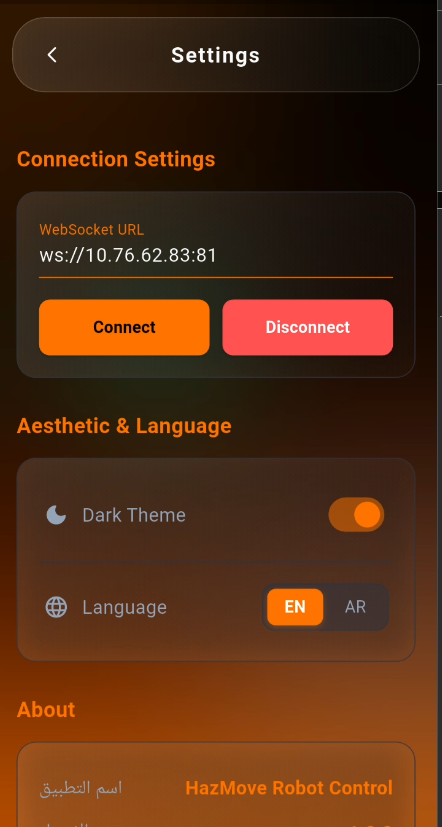 Settings
Connection Settings
WebSocket URL
ws://10.76.62.83:81
Connect Disconnect
Aesthetic & Language
Dark Theme
Language EN AR
About
اسم التطبيق HazMove Robot Control